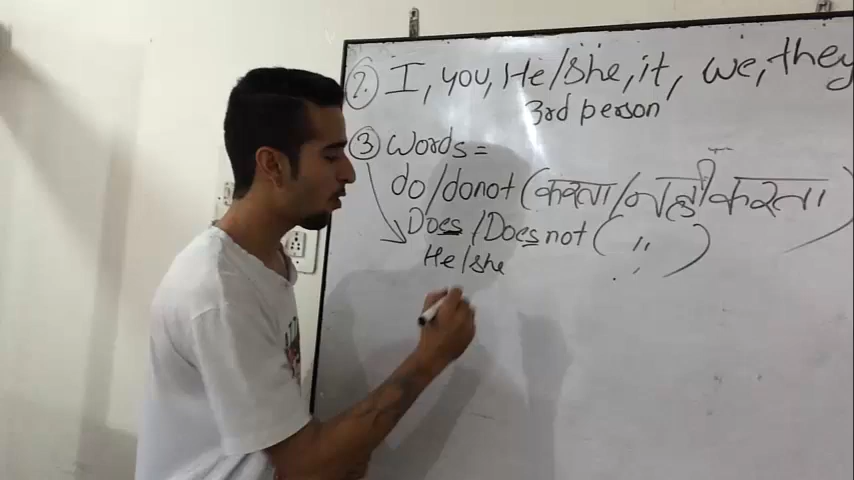 2. I, you, He/she, it, we, they
3rd person
3 Words =
do/donot (करता/नहीं करता)
Does/Does not ( " )
He/she